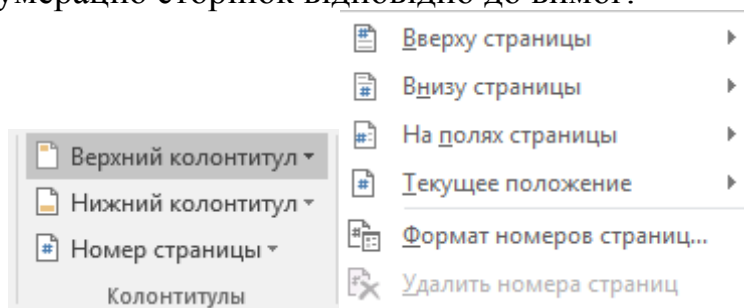 сторінок відповідно до вимог?
Вверху страницы
Внизу страницы
На полях страницы
Текущее положение
Формат номеров страниц...
Удалить номера страниц
Верхний колонтитул
Нижний колонтитул
Номер страницы
Колонтитулы